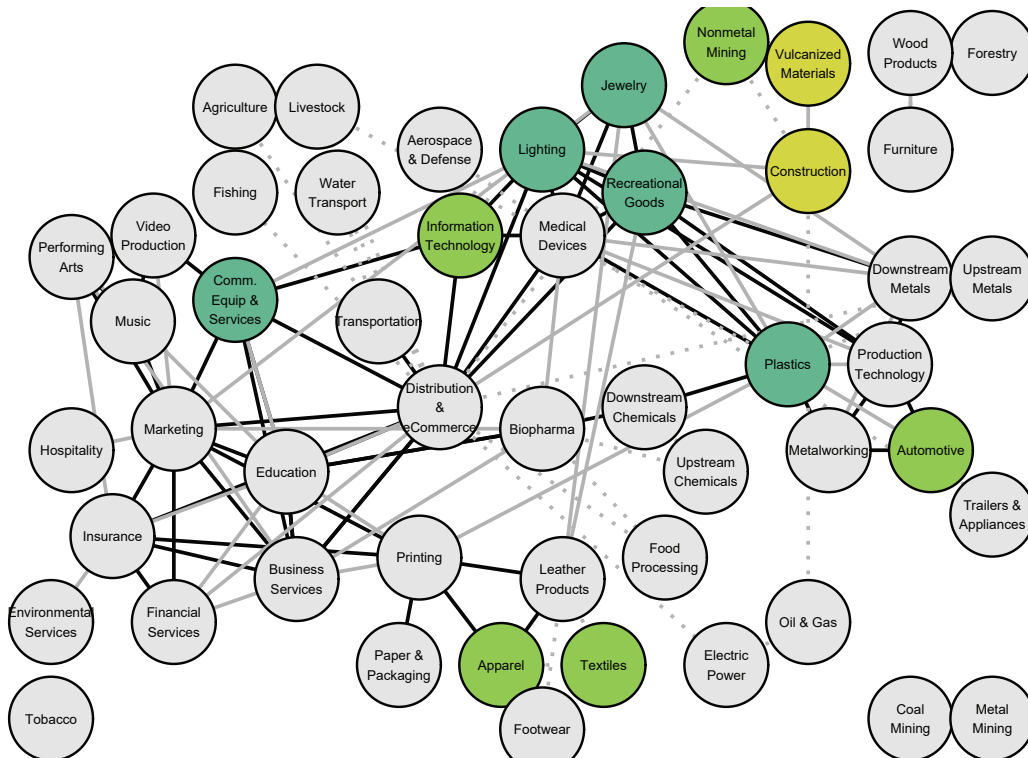 Nonmetal
Mining
Vulcanized
Materials
Wood
Products
Forestry
Jewelry
Agriculture
Livestock
Aerospace
& Defense
Lighting
Furniture
Construction
Fishing
Water
Transport
Recreational
Goods
Video
Production
Performing
Arts
Information
Technology
Medical
Devices
Comm.
Equip &
Services
Downstream
Metals
Upstream
Metals
Music
Transportation
Plastics
Production
Technology
Distribution
&
eCommerce
Downstream
Chemicals
Marketing
Biopharma
Hospitality
Education
Upstream
Chemicals
Metalworking
Automotive
Trailers &
Appliances
Insurance
Printing
Food
Processing
Business
Services
Leather
Products
Environmental
Services
Financial
Services
Oil & Gas
Paper &
Packaging
Apparel
Textiles
Electric
Power
Tobacco
Footwear
Coal
Mining
Metal
Mining